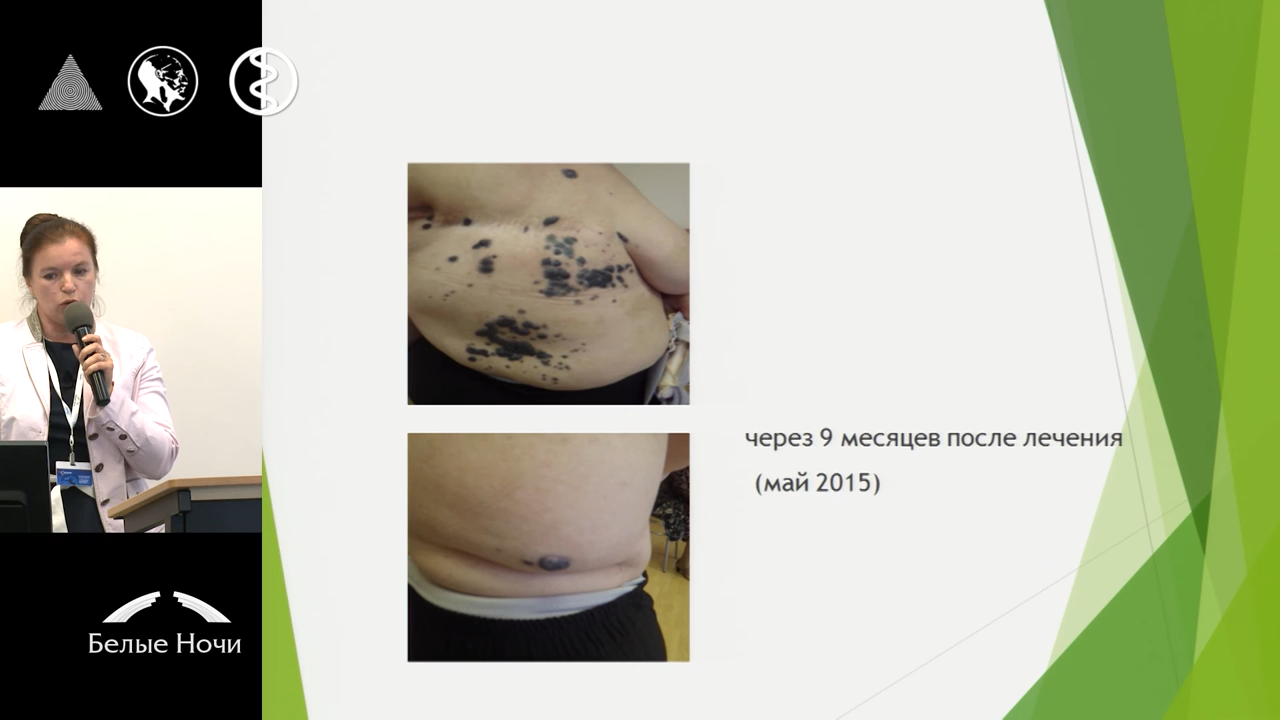 через 9 месяцев после лечения
(май 2015)
Белые Ночи